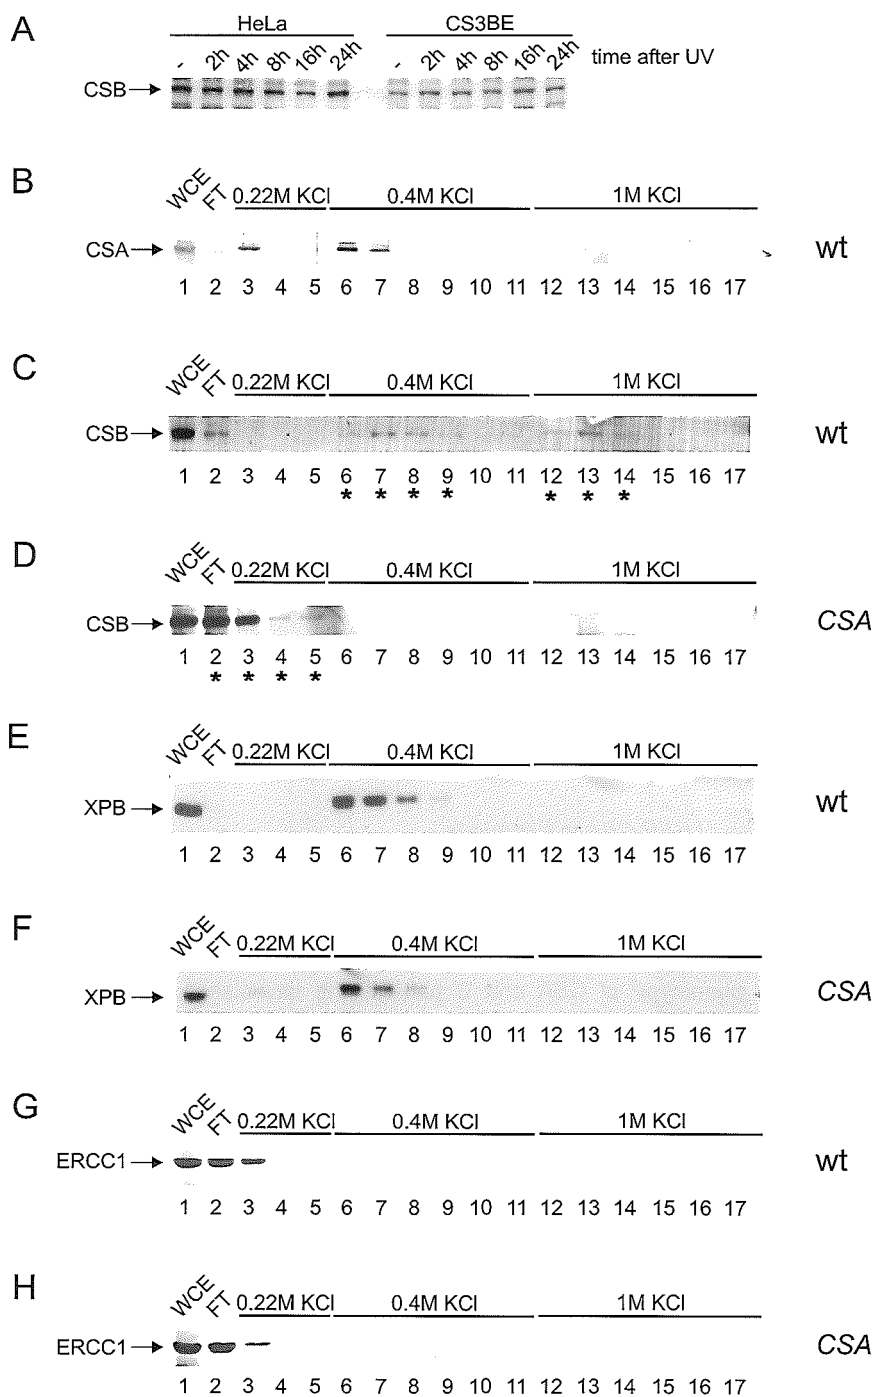 A
HeLa CS3BE
- 2h 4h 8h 16h 24h - 2h 4h 8h 16h 24h time after UV
CSB
B
WCE FT 0.22M KCl 0.4M KCl 1M KCl
CSA wt
1 2 3 4 5 6 7 8 9 10 11 12 13 14 15 16 17
C
WCE FT 0.22M KCl 0.4M KCl 1M KCl
CSB wt
1 2 3 4 5 6 7 8 9 10 11 12 13 14 15 16 17
* * * * * * *
D
WCE FT 0.22M KCl 0.4M KCl 1M KCl
CSB CSA
1 2 3 4 5 6 7 8 9 10 11 12 13 14 15 16 17
* * * *
E
WCE FT 0.22M KCl 0.4M KCl 1M KCl
XPB wt
1 2 3 4 5 6 7 8 9 10 11 12 13 14 15 16 17
F
WCE FT 0.22M KCl 0.4M KCl 1M KCl
XPB CSA
1 2 3 4 5 6 7 8 9 10 11 12 13 14 15 16 17
G
WCE FT 0.22M KCl 0.4M KCl 1M KCl
ERCC1 wt
1 2 3 4 5 6 7 8 9 10 11 12 13 14 15 16 17
H
WCE FT 0.22M KCl 0.4M KCl 1M KCl
ERCC1 CSA
1 2 3 4 5 6 7 8 9 10 11 12 13 14 15 16 17